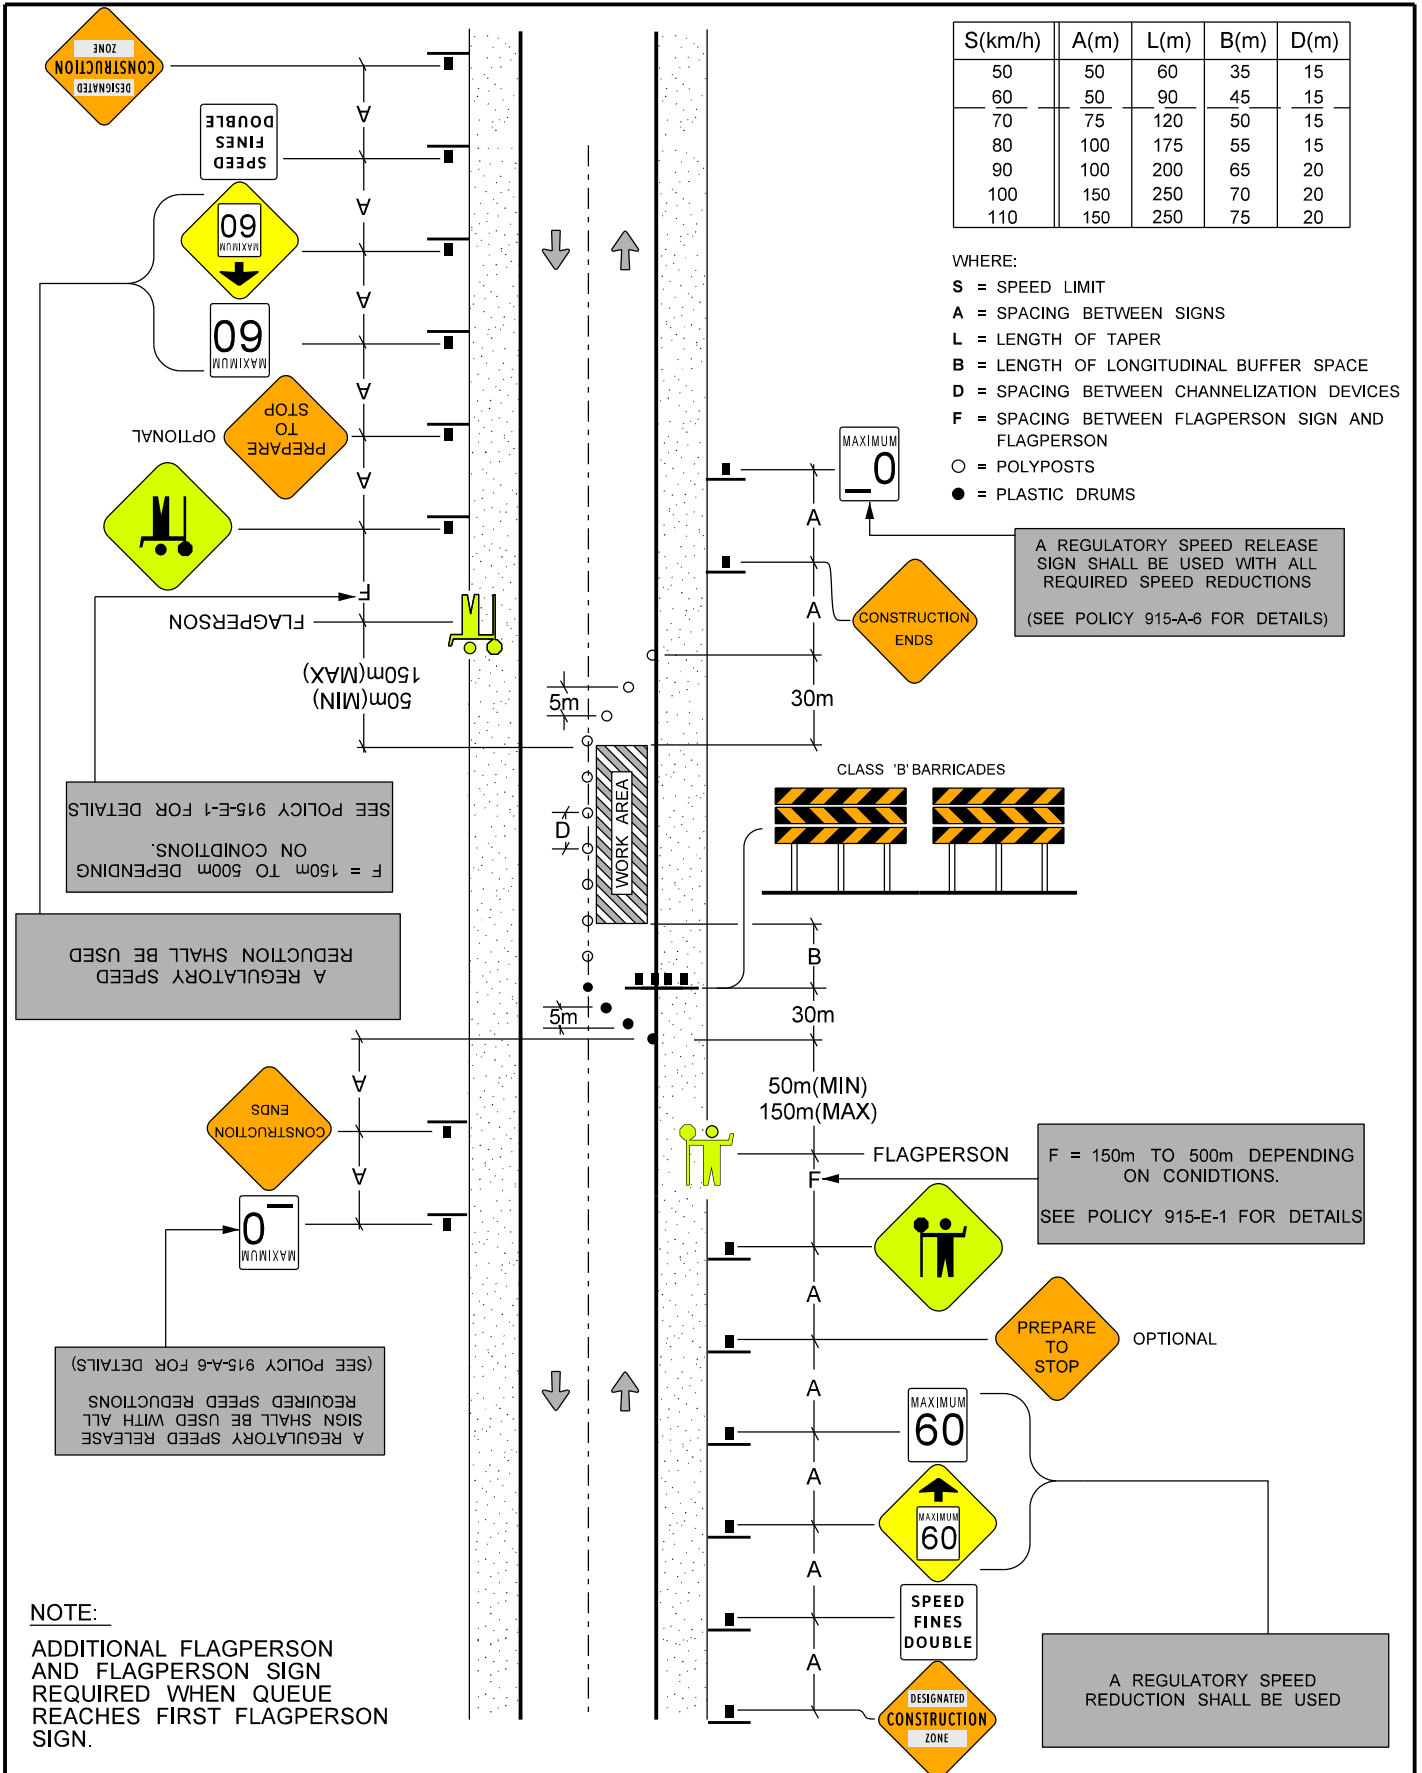 DESIGNATED
CONSTRUCTION
ZONE
SPEED
FINES
DOUBLE
MAXIMUM
60
MAXIMUM
60
PREPARE
TO
STOP
OPTIONAL
A
A
A
A
A
F
FLAGPERSON
50m(MIN)
150m(MAX)
F = 150m TO 500m DEPENDING
ON CONIDTIONS.
SEE POLICY 915-E-1 FOR DETAILS
A REGULATORY SPEED
REDUCTION SHALL BE USED
A
CONSTRUCTION
ENDS
A
MAXIMUM
_0
A REGULATORY SPEED RELEASE
SIGN SHALL BE USED WITH ALL
REQUIRED SPEED REDUCTIONS
(SEE POLICY 915-A-6 FOR DETAILS)
NOTE:
ADDITIONAL FLAGPERSON
AND FLAGPERSON SIGN
REQUIRED WHEN QUEUE
REACHES FIRST FLAGPERSON
SIGN.
5m
D
WORK AREA
5m
S(km/h) A(m) L(m) B(m) D(m)
50 50 60 35 15
60 50 90 45 15
70 75 120 50 15
80 100 175 55 15
90 100 200 65 20
100 150 250 70 20
110 150 250 75 20
WHERE:
S = SPEED LIMIT
A = SPACING BETWEEN SIGNS
L = LENGTH OF TAPER
B = LENGTH OF LONGITUDINAL BUFFER SPACE
D = SPACING BETWEEN CHANNELIZATION DEVICES
F = SPACING BETWEEN FLAGPERSON SIGN AND
FLAGPERSON
= POLYPOSTS
= PLASTIC DRUMS
MAXIMUM
_0
A
A REGULATORY SPEED RELEASE
SIGN SHALL BE USED WITH ALL
REQUIRED SPEED REDUCTIONS
(SEE POLICY 915-A-6 FOR DETAILS)
A
CONSTRUCTION
ENDS
30m
CLASS 'B' BARRICADES
B
30m
50m(MIN)
150m(MAX)
FLAGPERSON
F
F = 150m TO 500m DEPENDING
ON CONIDTIONS.
SEE POLICY 915-E-1 FOR DETAILS
A
PREPARE
TO
STOP
OPTIONAL
A
MAXIMUM
60
A
MAXIMUM
60
A
SPEED
FINES
DOUBLE
A
DESIGNATED
CONSTRUCTION
ZONE
A REGULATORY SPEED
REDUCTION SHALL BE USED